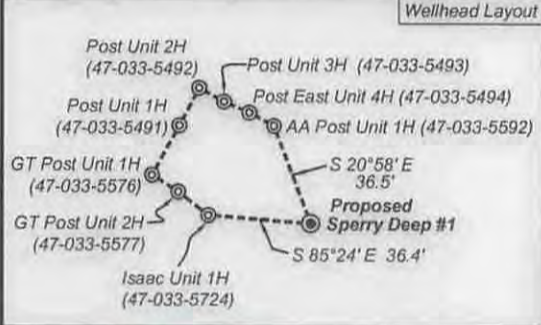 Wellhead Layout
Post Unit 2H
(47-033-5492)
Post Unit 3H (47-033-5493)
Post East Unit 4H (47-033-5494)
Post Unit 1H
(47-033-5491)
AA Post Unit 1H (47-033-5592)
GT Post Unit 1H
(47-033-5576)
S 20°58' E
36.5'
Proposed
Sperry Deep #1
GT Post Unit 2H
(47-033-5577)
S 85°24' E 36.4'
Isaac Unit 1H
(47-033-5724)